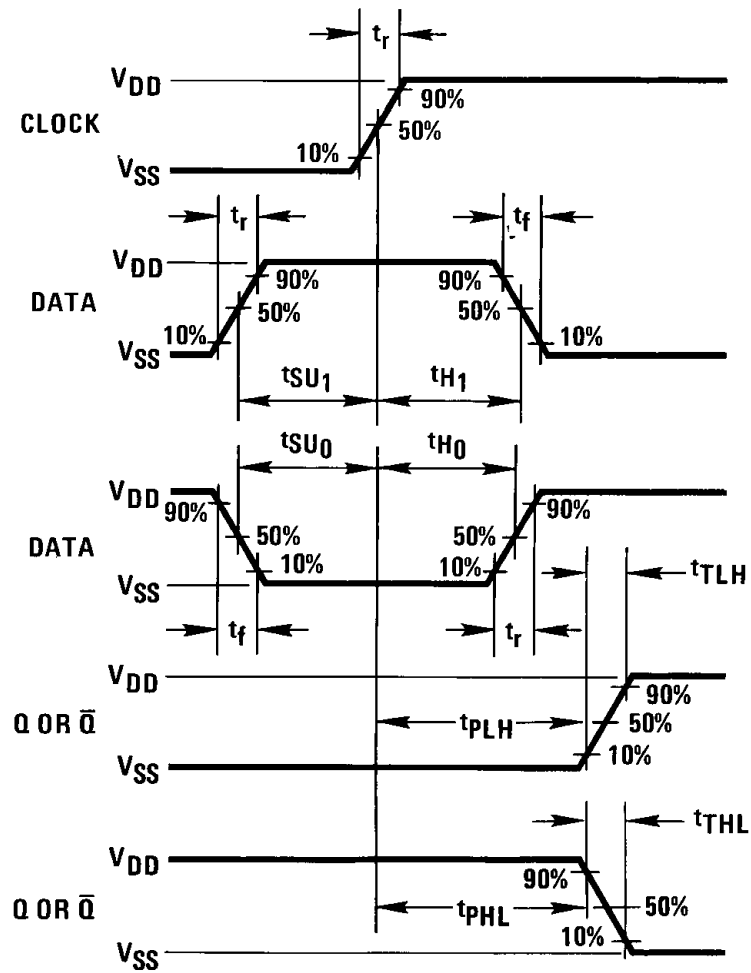 tr
VDD
90%
CLOCK
50%
10%
VSS
tr
tf
VDD
90%
90%
DATA
50%
50%
10%
10%
VSS
tSU1
tH1
tSU0
tH0
VDD
90%
90%
50%
50%
DATA
10%
10%
tTLH
VSS
tf
tr
VDD
90%
Q OR Q̅
tPLH
50%
10%
VSS
tTHL
VDD
90%
Q OR Q̅
tPHL
50%
10%
VSS